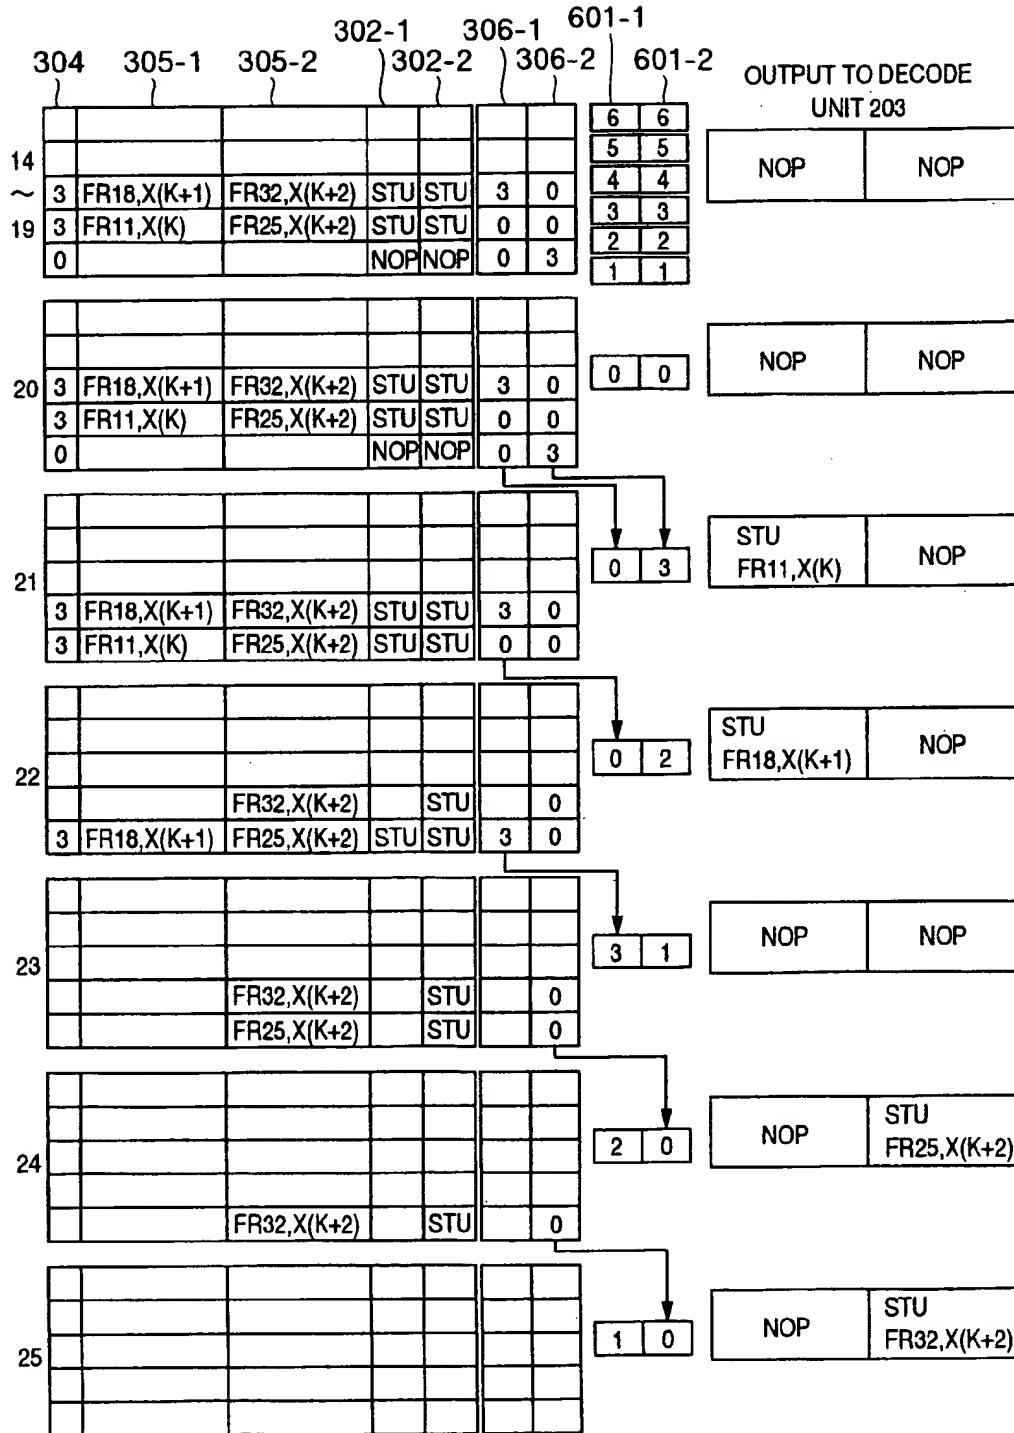 302-1 306-1 601-1
304 305-1 305-2 302-2 306-2 601-2
OUTPUT TO DECODE
UNIT 203
14
~
19
3 FR18,X(K+1) FR32,X(K+2) STU STU 3 0
3 FR11,X(K) FR25,X(K+2) STU STU 0 0
0 NOP NOP 0 3
6 6
5 5
4 4
3 3
2 2
1 1
NOP NOP
20
3 FR18,X(K+1) FR32,X(K+2) STU STU 3 0
3 FR11,X(K) FR25,X(K+2) STU STU 0 0
0 NOP NOP 0 3
0 0
NOP NOP
21
3 FR18,X(K+1) FR32,X(K+2) STU STU 3 0
3 FR11,X(K) FR25,X(K+2) STU STU 0 0
0 3
STU
FR11,X(K) NOP
22
FR32,X(K+2) STU 0
3 FR18,X(K+1) FR25,X(K+2) STU STU 3 0
0 2
STU
FR18,X(K+1) NOP
23
FR32,X(K+2) STU 0
FR25,X(K+2) STU 0
3 1
NOP NOP
24
FR32,X(K+2) STU 0
2 0
NOP STU
FR25,X(K+2)
25
1 0
NOP STU
FR32,X(K+2)